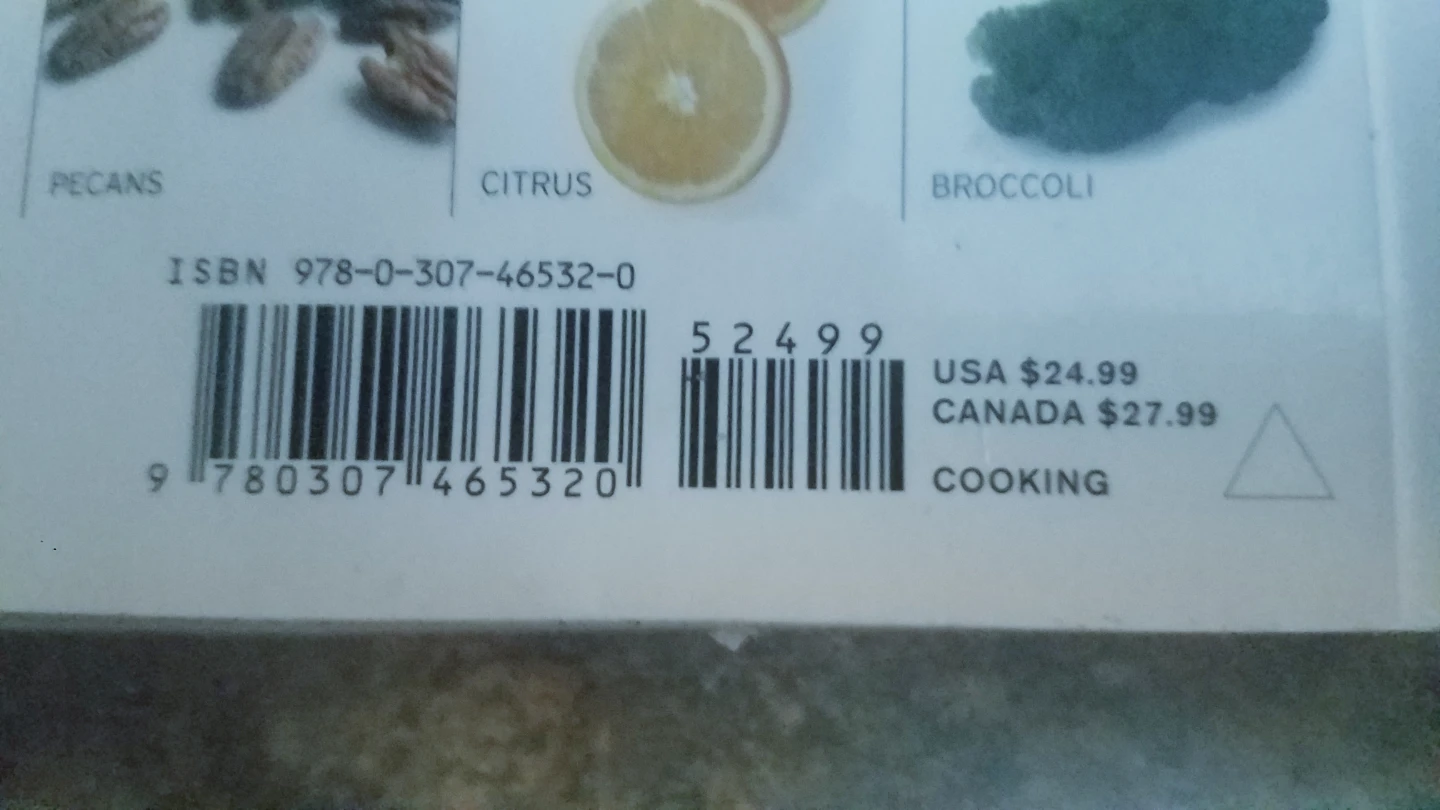 PECANS
CITRUS
BROCCOLI
ISBN 978-0-307-46532-0
52499
USA $24.99
CANADA $27.99
COOKING
9 780307 465320